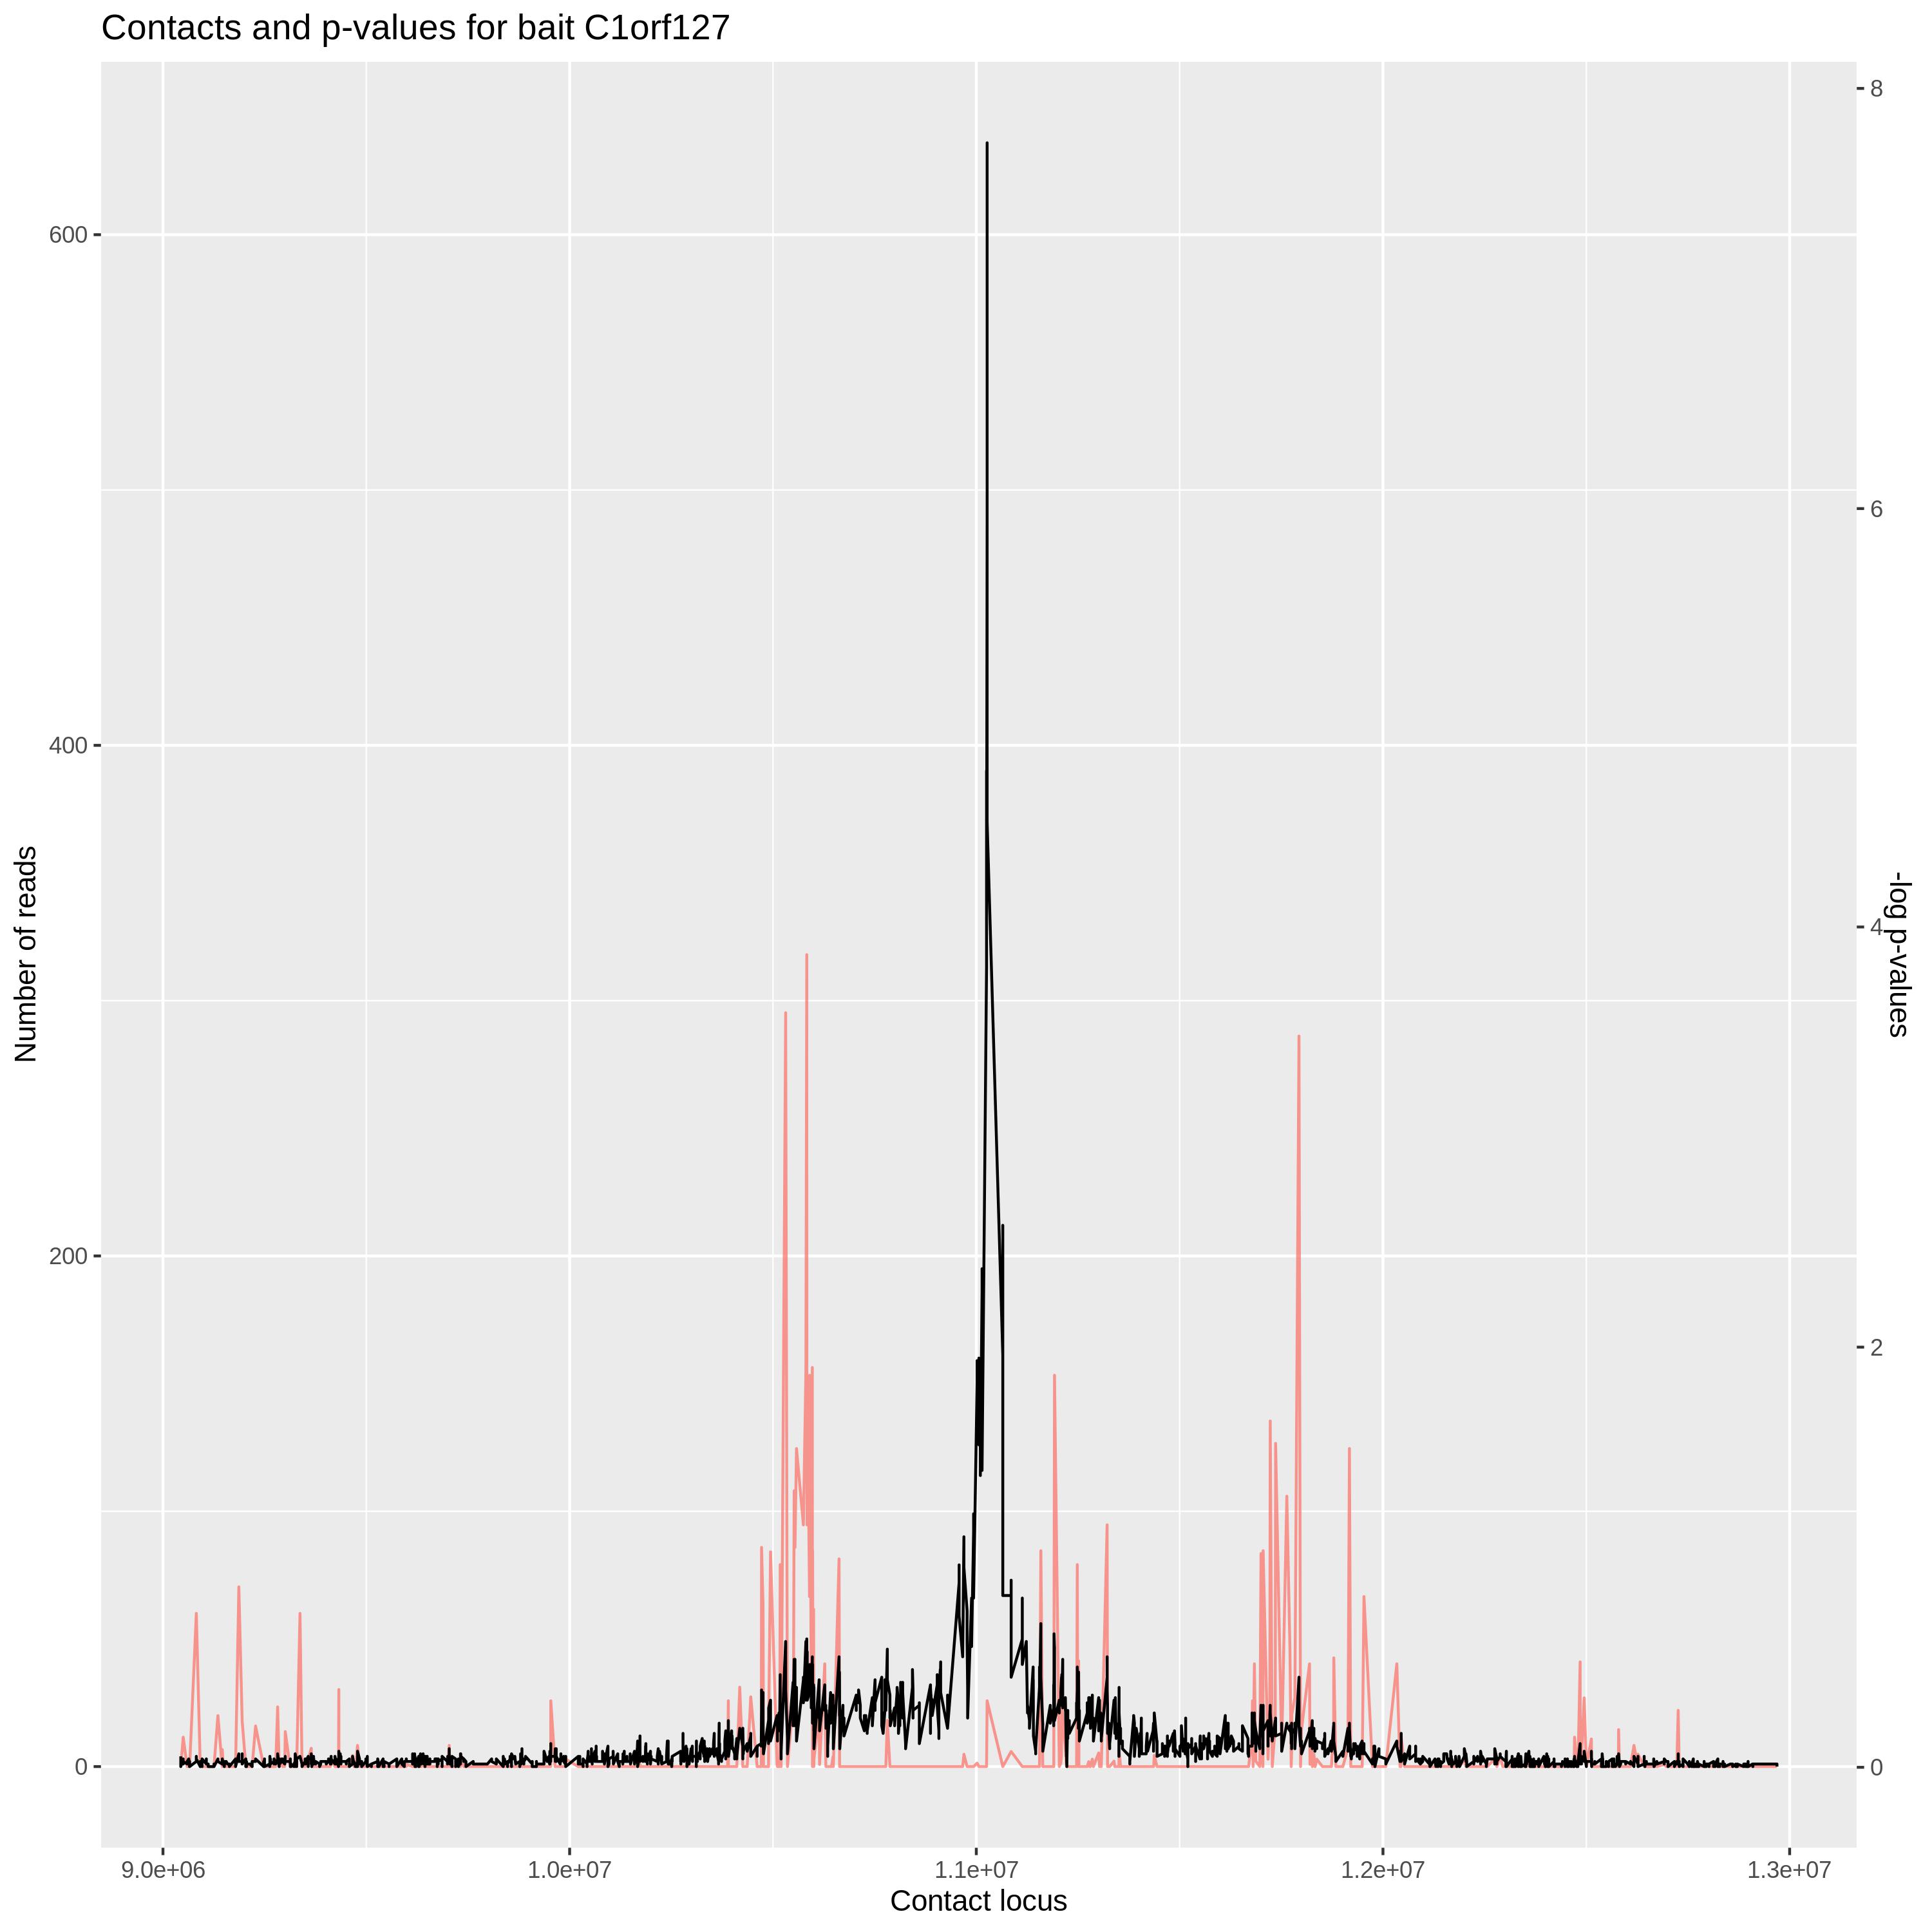 Contacts and p-values for bait C1orf127
8
600
6
400
4
Number of reads
-log p-values
200
2
0
0
9.0e+06
1.0e+07
1.1e+07
1.2e+07
1.3e+07
Contact locus